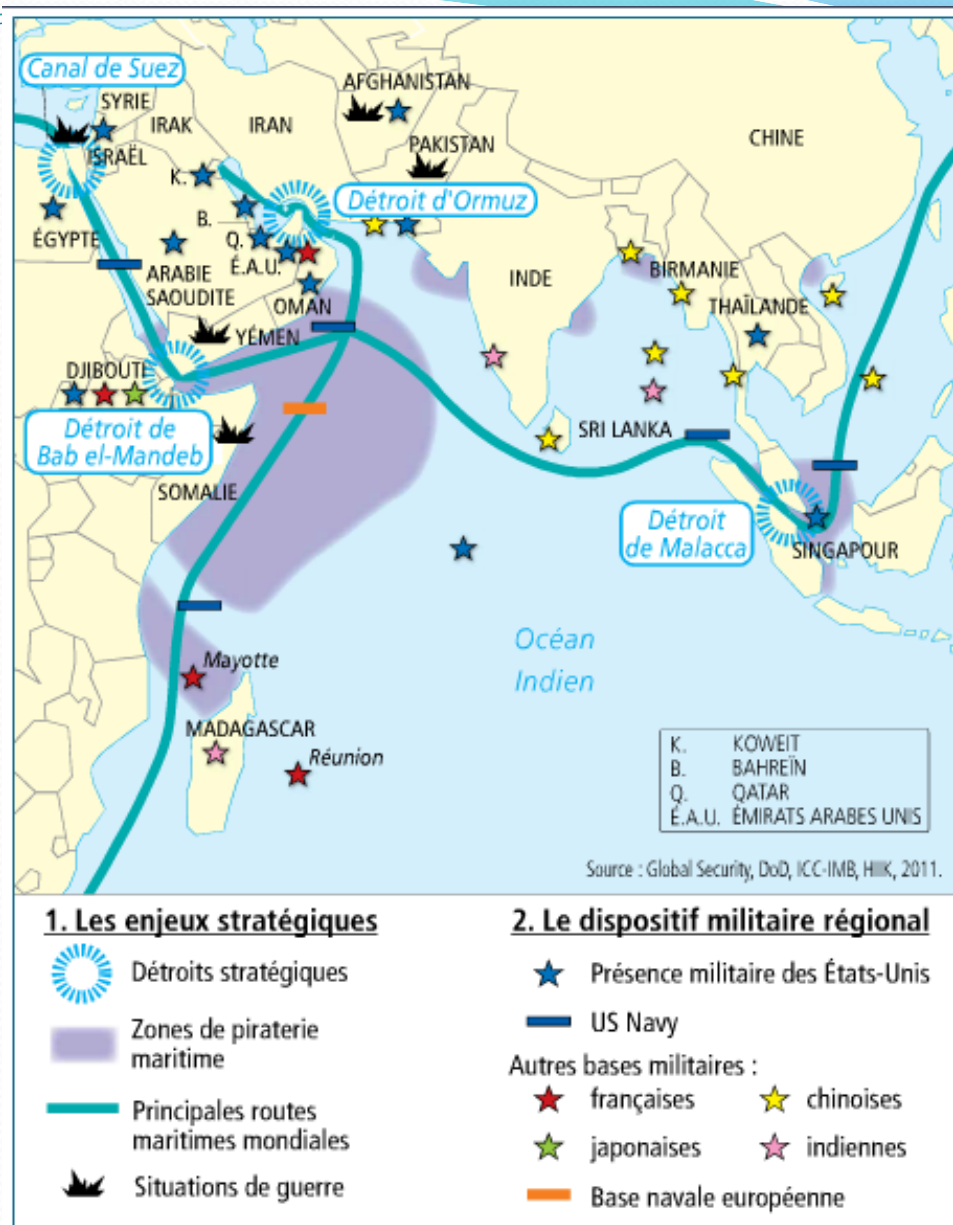 Canal de Suez
SYRIE
IRAK
IRAN
AFGHANISTAN
PAKISTAN
CHINE
ISRAËL
K.
Détroit d'Ormuz
B.
Q.
É.A.U.
ÉGYPTE
ARABIE
SAOUDITE
OMAN
YÉMEN
INDE
BIRMANIE
THAÏLANDE
DJIBOUTI
Détroit de
Bab el-Mandeb
SOMALIE
SRI LANKA
Détroit
de Malacca
SINGAPOUR
Océan
Indien
Mayotte
MADAGASCAR
Réunion
K. KOWEIT
B. BAHREÏN
Q. QATAR
É.A.U. ÉMIRATS ARABES UNIS
Source : Global Security, DoD, ICC-IMB, HIIK, 2011.
1. Les enjeux stratégiques
Détroits stratégiques
Zones de piraterie
maritime
Principales routes
maritimes mondiales
Situations de guerre
2. Le dispositif militaire régional
Présence militaire des États-Unis
US Navy
Autres bases militaires :
françaises
chinoises
japonaises
indiennes
Base navale européenne